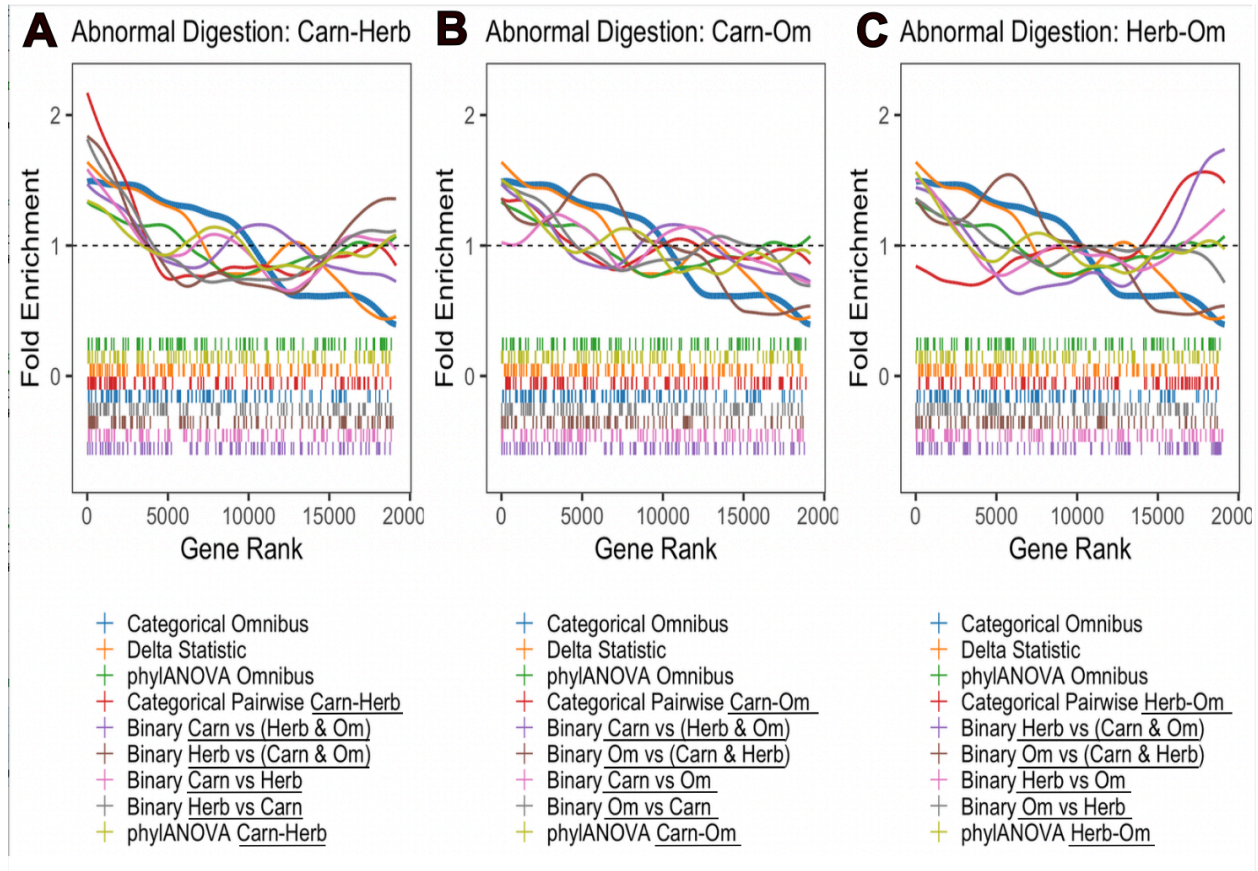 A Abnormal Digestion: Carn-Herb B Abnormal Digestion: Carn-Om C Abnormal Digestion: Herb-Om
Fold Enrichment
2
1
0
0 5000 10000 15000 2000
Gene Rank
Fold Enrichment
2
1
0
0 5000 10000 15000 2000
Gene Rank
Fold Enrichment
2
1
0
0 5000 10000 15000 2000
Gene Rank
Categorical Omnibus
Delta Statistic
phylANOVA Omnibus
Categorical Pairwise Carn-Herb
Binary Carn vs (Herb & Om)
Binary Herb vs (Carn & Om)
Binary Carn vs Herb
Binary Herb vs Carn
phylANOVA Carn-Herb
Categorical Omnibus
Delta Statistic
phylANOVA Omnibus
Categorical Pairwise Carn-Om
Binary Carn vs (Herb & Om)
Binary Om vs (Carn & Herb)
Binary Carn vs Om
Binary Om vs Carn
phylANOVA Carn-Om
Categorical Omnibus
Delta Statistic
phylANOVA Omnibus
Categorical Pairwise Herb-Om
Binary Herb vs (Carn & Om)
Binary Om vs (Carn & Herb)
Binary Herb vs Om
Binary Om vs Herb
phylANOVA Herb-Om